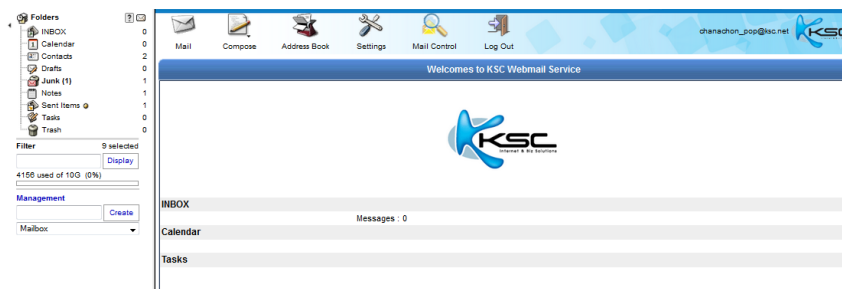 Folders ?
INBOX 0
Calendar 0
Contacts 2
Drafts 0
Junk (1) 1
Notes 1
Sent Items 1
Tasks 0
Trash 0
Filter 9 selected
Display
4156 used of 10G (0%)
Management
Create
Mailbox
Mail Compose Address Book Settings Mail Control Log Out
chanachon_pop@ksc.net KSC
Welcomes to KSC Webmail Service
KSC
Internet & Biz Solutions
INBOX
Messages : 0
Calendar
Tasks